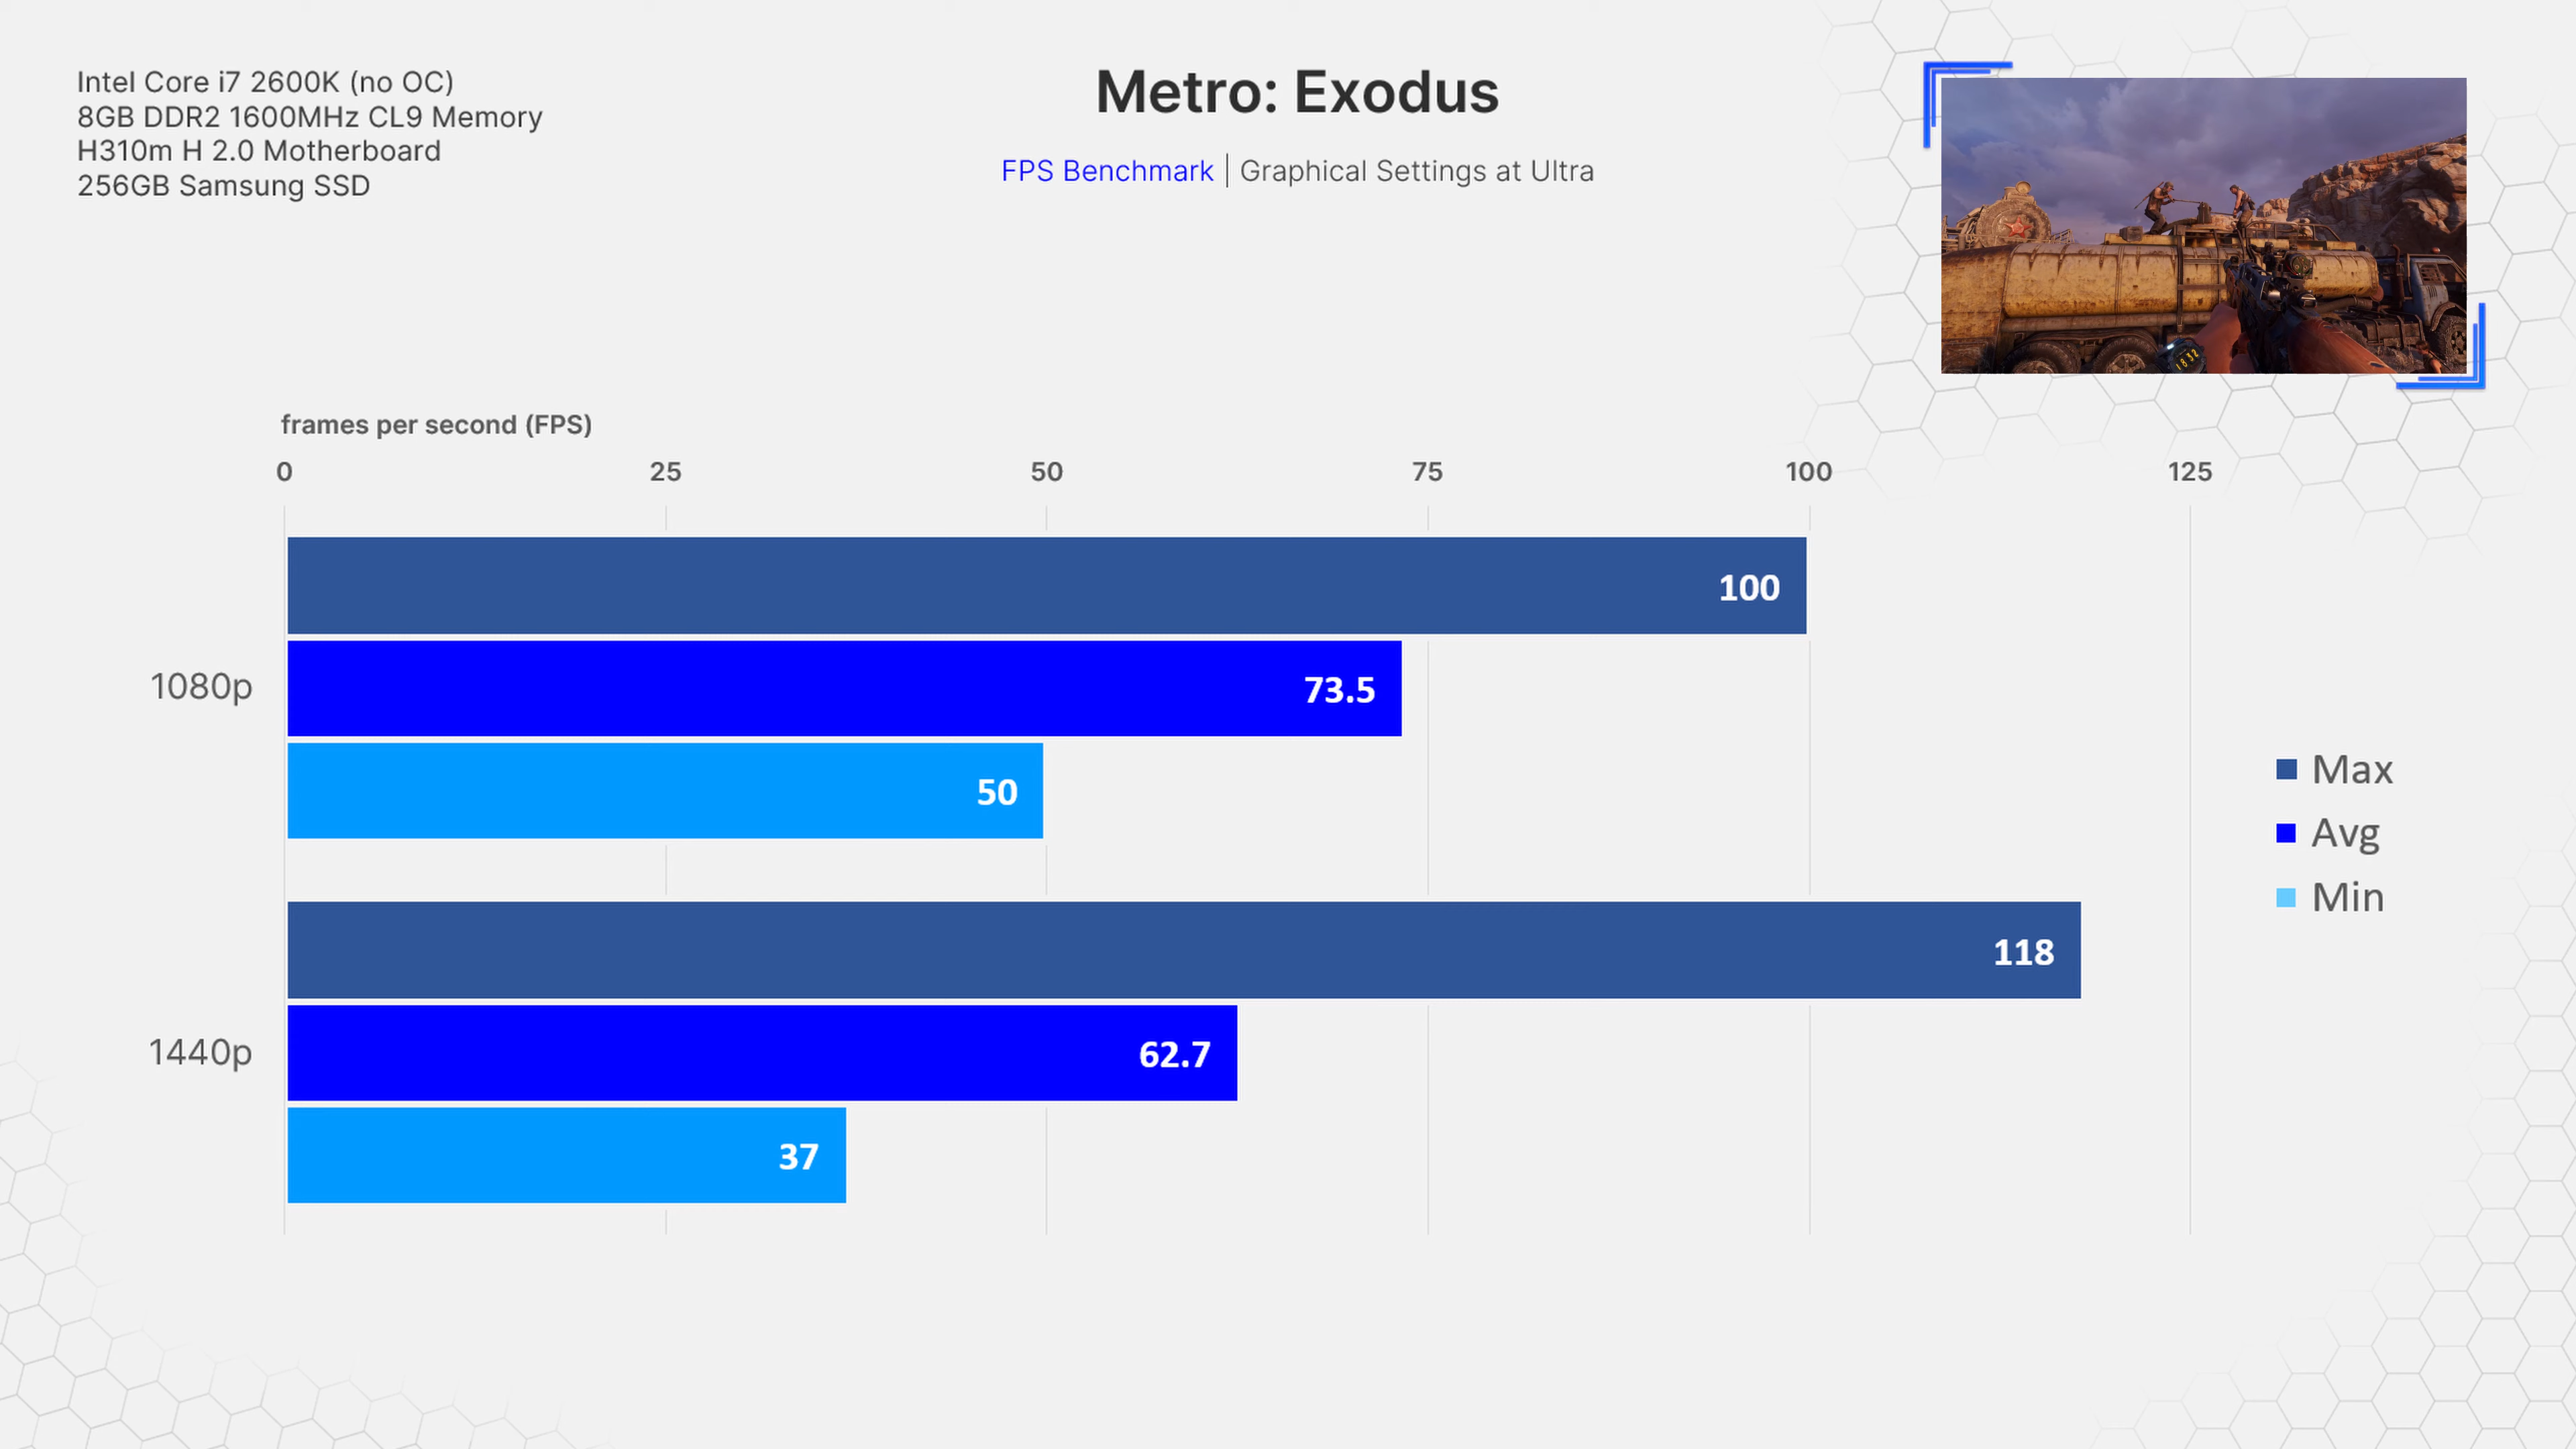 Intel Core i7 2600K (no OC)
8GB DDR2 1600MHz CL9 Memory
H310m H 2.0 Motherboard
256GB Samsung SSD
Metro: Exodus
FPS Benchmark | Graphical Settings at Ultra
18 32
frames per second (FPS)
0 25 50 75 100 125
100
1080p
73.5
50
Max
Avg
Min
118
1440p
62.7
37